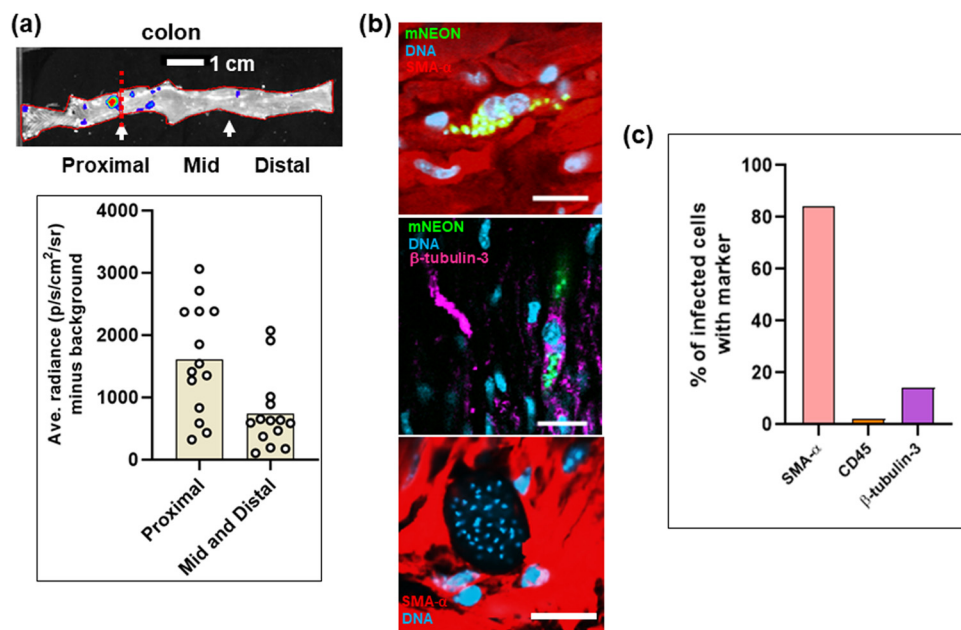 (a)
colon
1 cm
Proximal Mid Distal
Ave. radiance (p/s/cm²/sr)
minus background
4000
3000
2000
1000
0
Proximal
Mid and Distal
(b)
mNEON
DNA
SMA-α
mNEON
DNA
β-tubulin-3
SMA-α
DNA
(c)
% of infected cells
with marker
100
80
60
40
20
0
SMA-α
CD45
β-tubulin-3